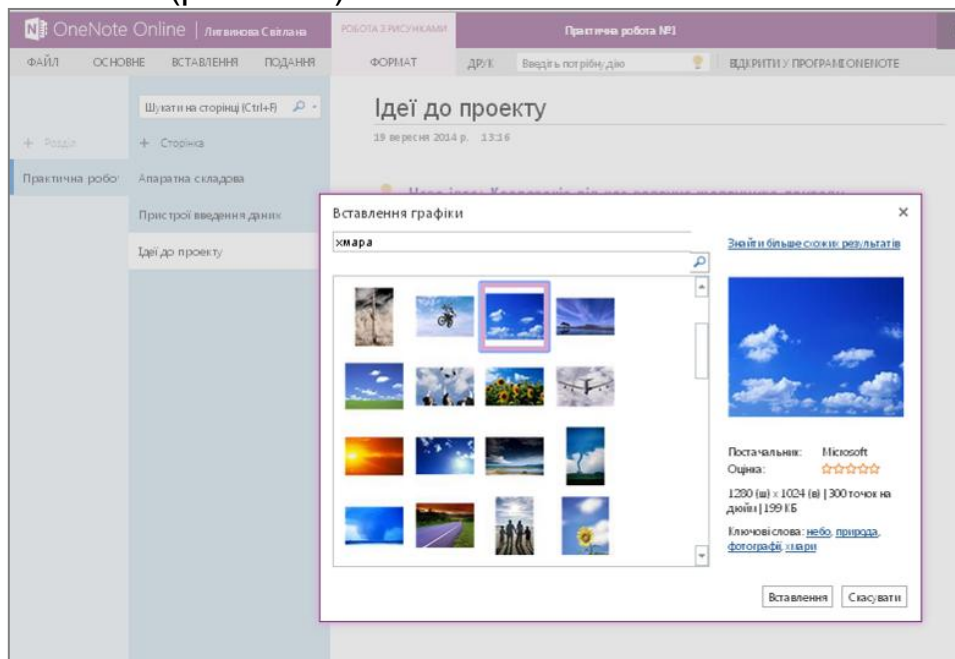 OneNote Online | Литвинова Світлана
РОБОТА З РИСУНКАМИ
Практична робота №1
ФАЙЛ ОСНОВНЕ ВСТАВЛЕННЯ ПОДАННЯ ФОРМАТ ДРУК Введіть потрібну дію ВІДКРИТИ У ПРОГРАМІ ONENOTE
Шукати на сторінці (Ctrl+F)
Ідеї до проекту
19 вересня 2014 р. 13:16
+ Розділ
+ Сторінка
Практична робот
Апаратна складова
Пристрої введення даних
Ідеї до проекту
Вставлення графіки
хмара
Знайти більше схожих результатів
Постачальник: Microsoft
Оцінка:
1280 (ш) × 1024 (в) | 300 точок на
дюйм | 199 КБ
Ключові слова: небо, природа,
фотографії, хмари
Вставлення Скасувати